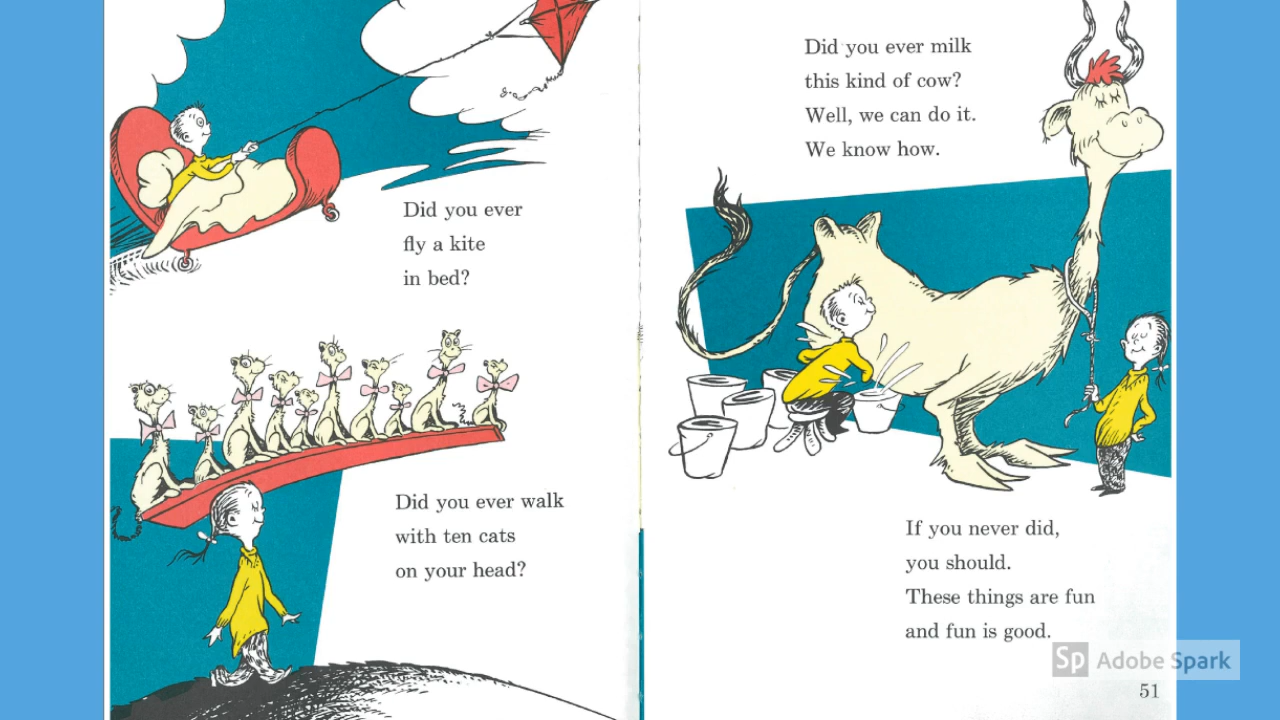 Did you ever
fly a kite
in bed?
Did you ever walk
with ten cats
on your head?
Did you ever milk
this kind of cow?
Well, we can do it.
We know how.
If you never did,
you should.
These things are fun
and fun is good.
Sp Adobe Spark
51